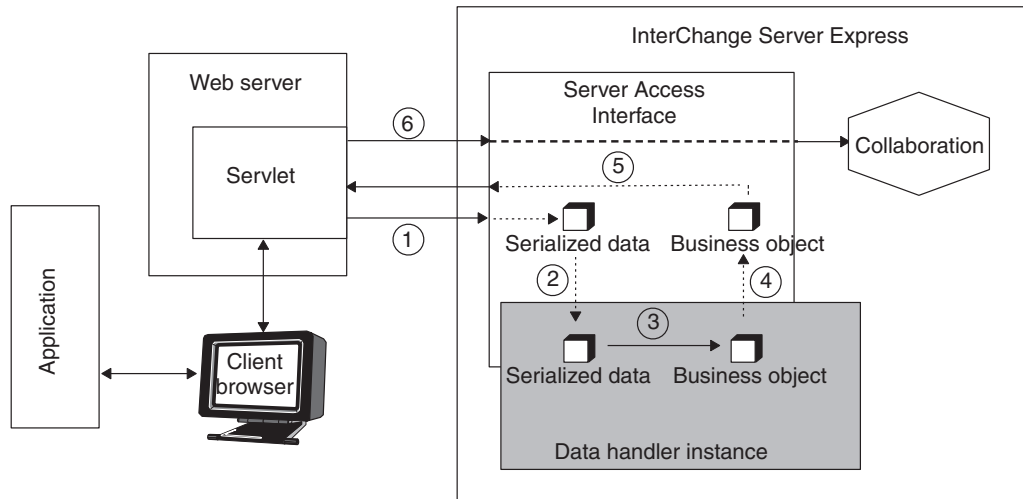 InterChange Server Express
Web server
Server Access
Interface
6
Collaboration
Servlet
5
1
Serialized data
Business object
2
4
Application
3
Client
browser
Serialized data
Business object
Data handler instance